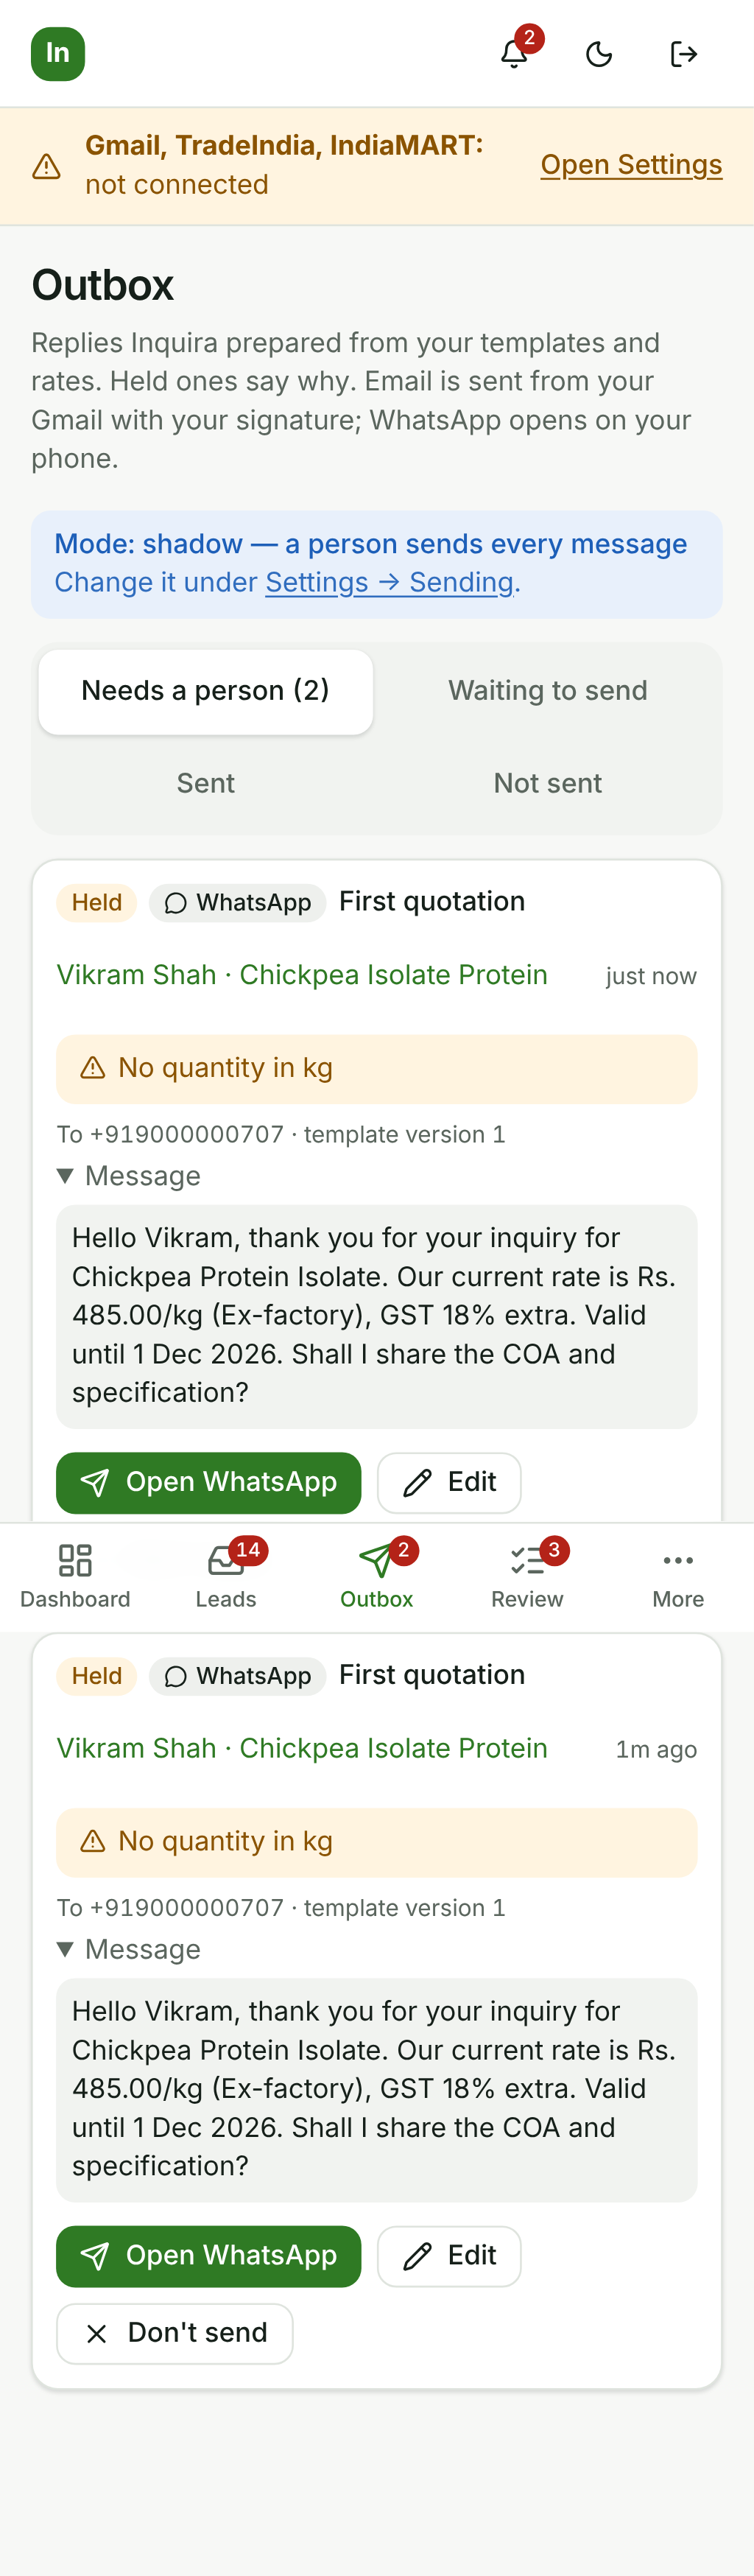 In
2
Gmail, TradeIndia, IndiaMART:
not connected
Open Settings
Outbox
Replies Inquira prepared from your templates and
rates. Held ones say why. Email is sent from your
Gmail with your signature; WhatsApp opens on your
phone.
Mode: shadow — a person sends every message
Change it under Settings → Sending.
Needs a person (2)
Waiting to send
Sent
Not sent
Held WhatsApp First quotation
Vikram Shah · Chickpea Isolate Protein just now
No quantity in kg
To +919000000707 · template version 1
▼ Message
Hello Vikram, thank you for your inquiry for
Chickpea Protein Isolate. Our current rate is Rs.
485.00/kg (Ex-factory), GST 18% extra. Valid
until 1 Dec 2026. Shall I share the COA and
specification?
Open WhatsApp Edit
14 2 3
Dashboard Leads Outbox Review More
Held WhatsApp First quotation
Vikram Shah · Chickpea Isolate Protein 1m ago
No quantity in kg
To +919000000707 · template version 1
▼ Message
Hello Vikram, thank you for your inquiry for
Chickpea Protein Isolate. Our current rate is Rs.
485.00/kg (Ex-factory), GST 18% extra. Valid
until 1 Dec 2026. Shall I share the COA and
specification?
Open WhatsApp Edit
Don't send